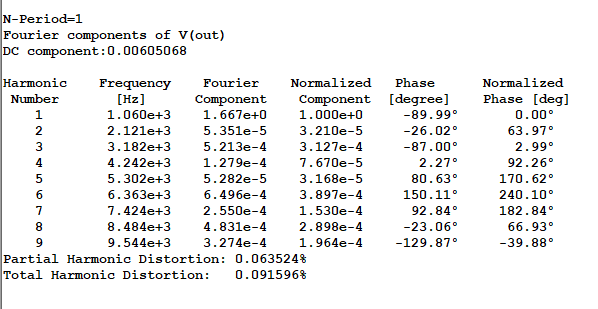 N-Period=1
Fourier components of V(out)
DC component:0.00605068
Harmonic Frequency Fourier Normalized Phase Normalized
Number [Hz] Component Component [degree] Phase [deg]
1 1.060e+3 1.667e+0 1.000e+0 -89.99° 0.00°
2 2.121e+3 5.351e-5 3.210e-5 -26.02° 63.97°
3 3.182e+3 5.213e-4 3.127e-4 -87.00° 2.99°
4 4.242e+3 1.279e-4 7.670e-5 2.27° 92.26°
5 5.302e+3 5.282e-5 3.168e-5 80.63° 170.62°
6 6.363e+3 6.496e-4 3.897e-4 150.11° 240.10°
7 7.424e+3 2.550e-4 1.530e-4 92.84° 182.84°
8 8.484e+3 4.831e-4 2.898e-4 -23.06° 66.93°
9 9.544e+3 3.274e-4 1.964e-4 -129.87° -39.88°
Partial Harmonic Distortion: 0.063524%
Total Harmonic Distortion: 0.091596%